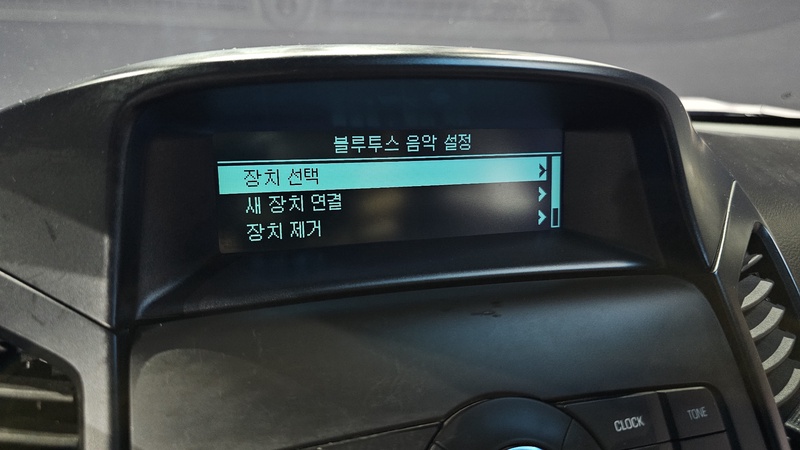 블루투스 음악 설정
장치 선택
새 장치 연결
장치 제거
CLOCK
TONE